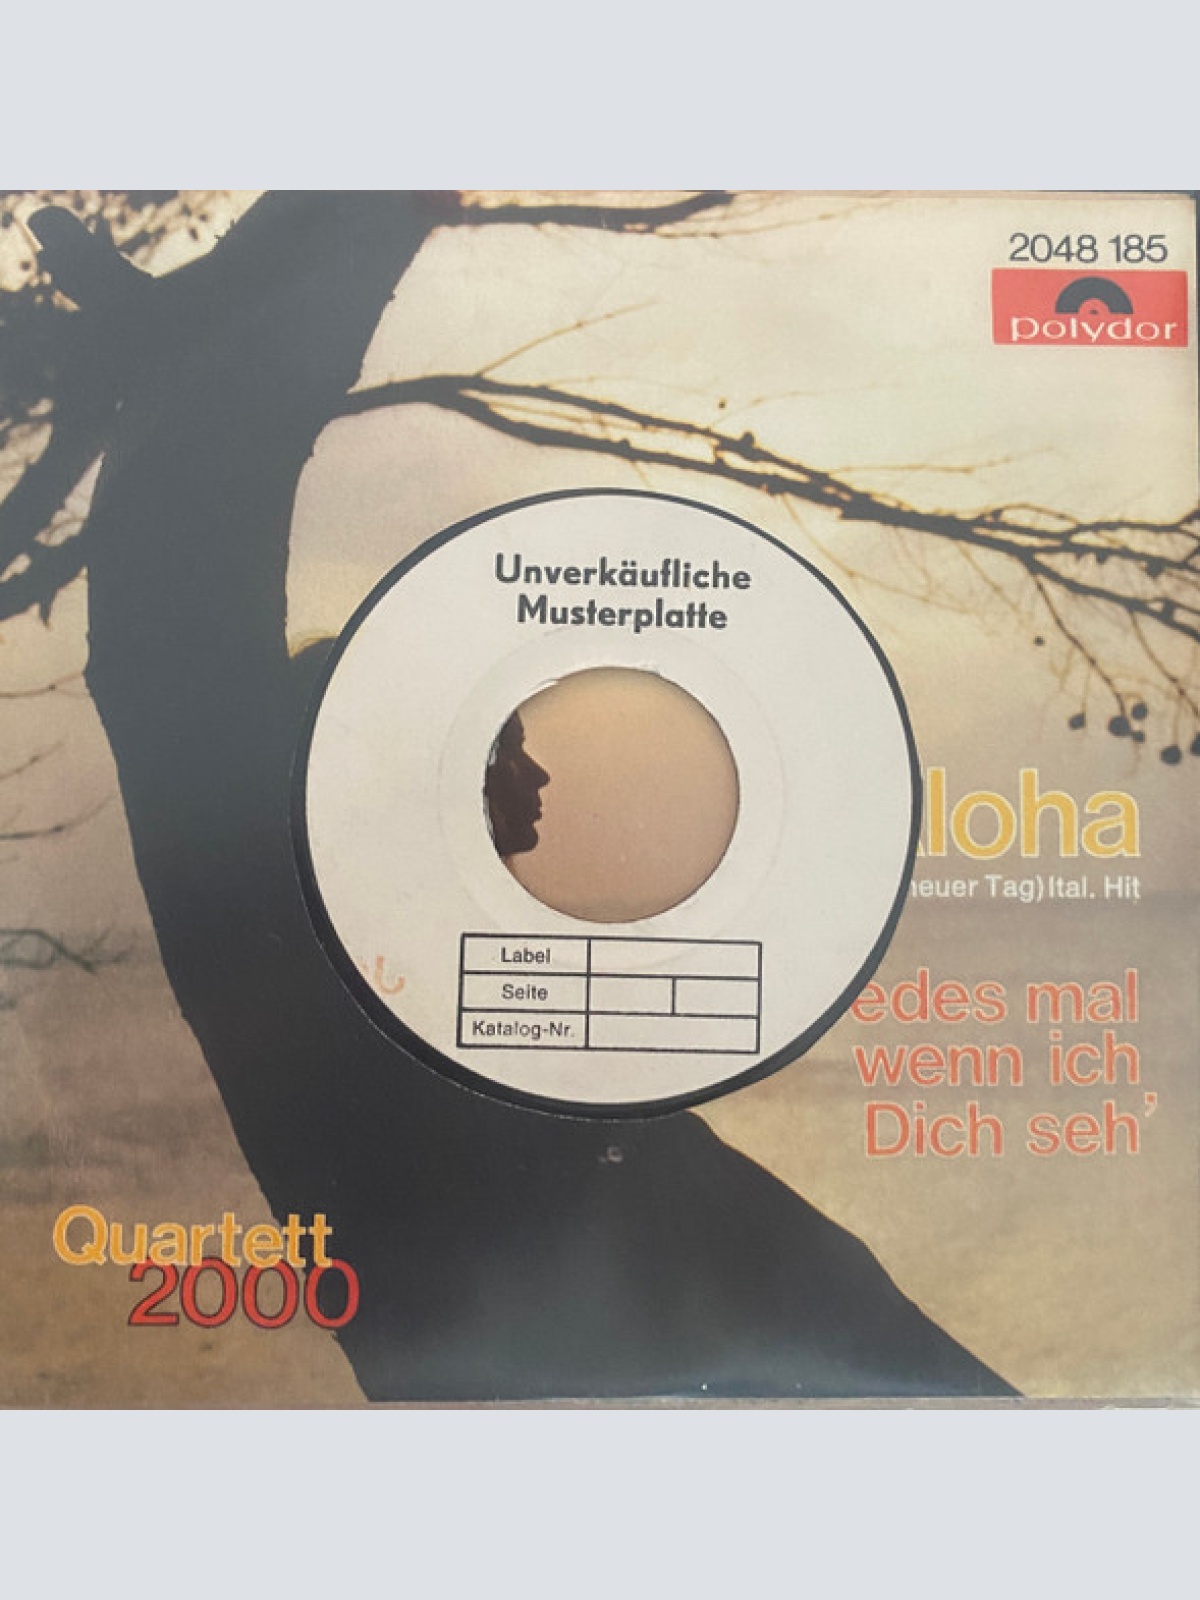 2048 185
polydor
Unverkäufliche
Musterplatte
loha
neuer Tag) Ital. Hit
Label
Seite
Katalog-Nr.
edes mal
wenn ich
Dich seh'
Quartett
2000